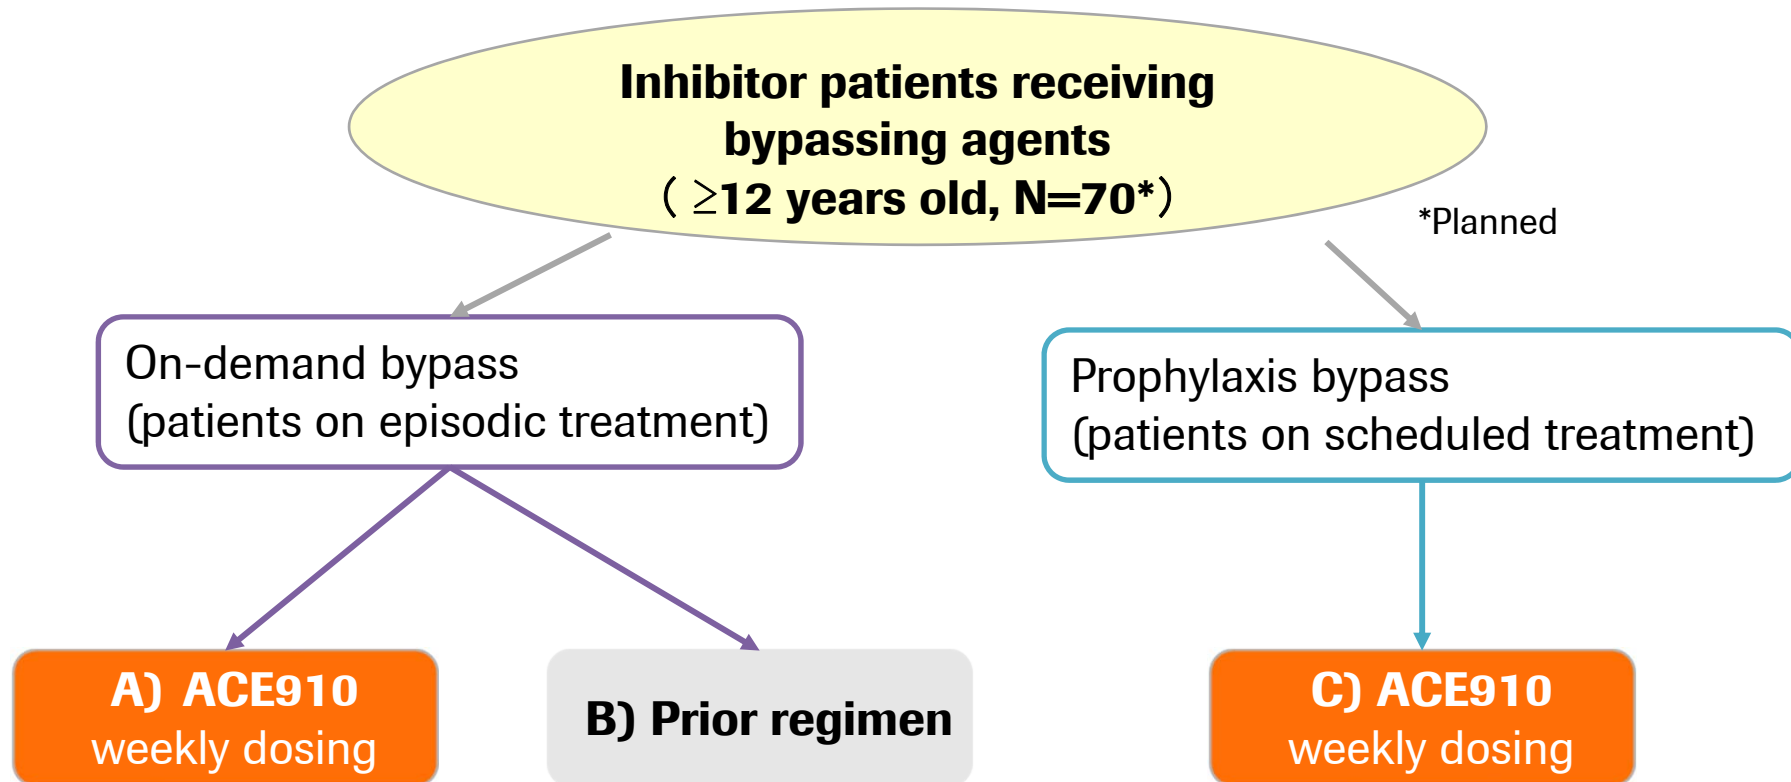 Inhibitor patients receiving
bypassing agents
( ≥12 years old, N=70*)
*Planned
On-demand bypass
(patients on episodic treatment)
Prophylaxis bypass
(patients on scheduled treatment)
A) ACE910
weekly dosing
B) Prior regimen
C) ACE910
weekly dosing